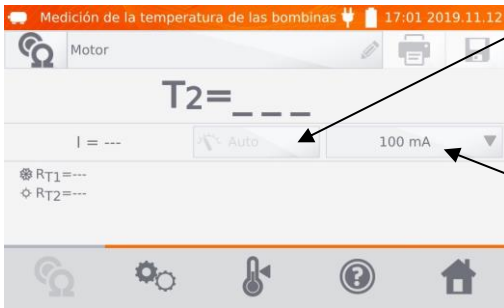 Medición de la temperatura de las bombinas 17:01 2019.11.12
Motor
T2=_ _ _
I = --- Auto 100 mA
RT1=---
RT2=---